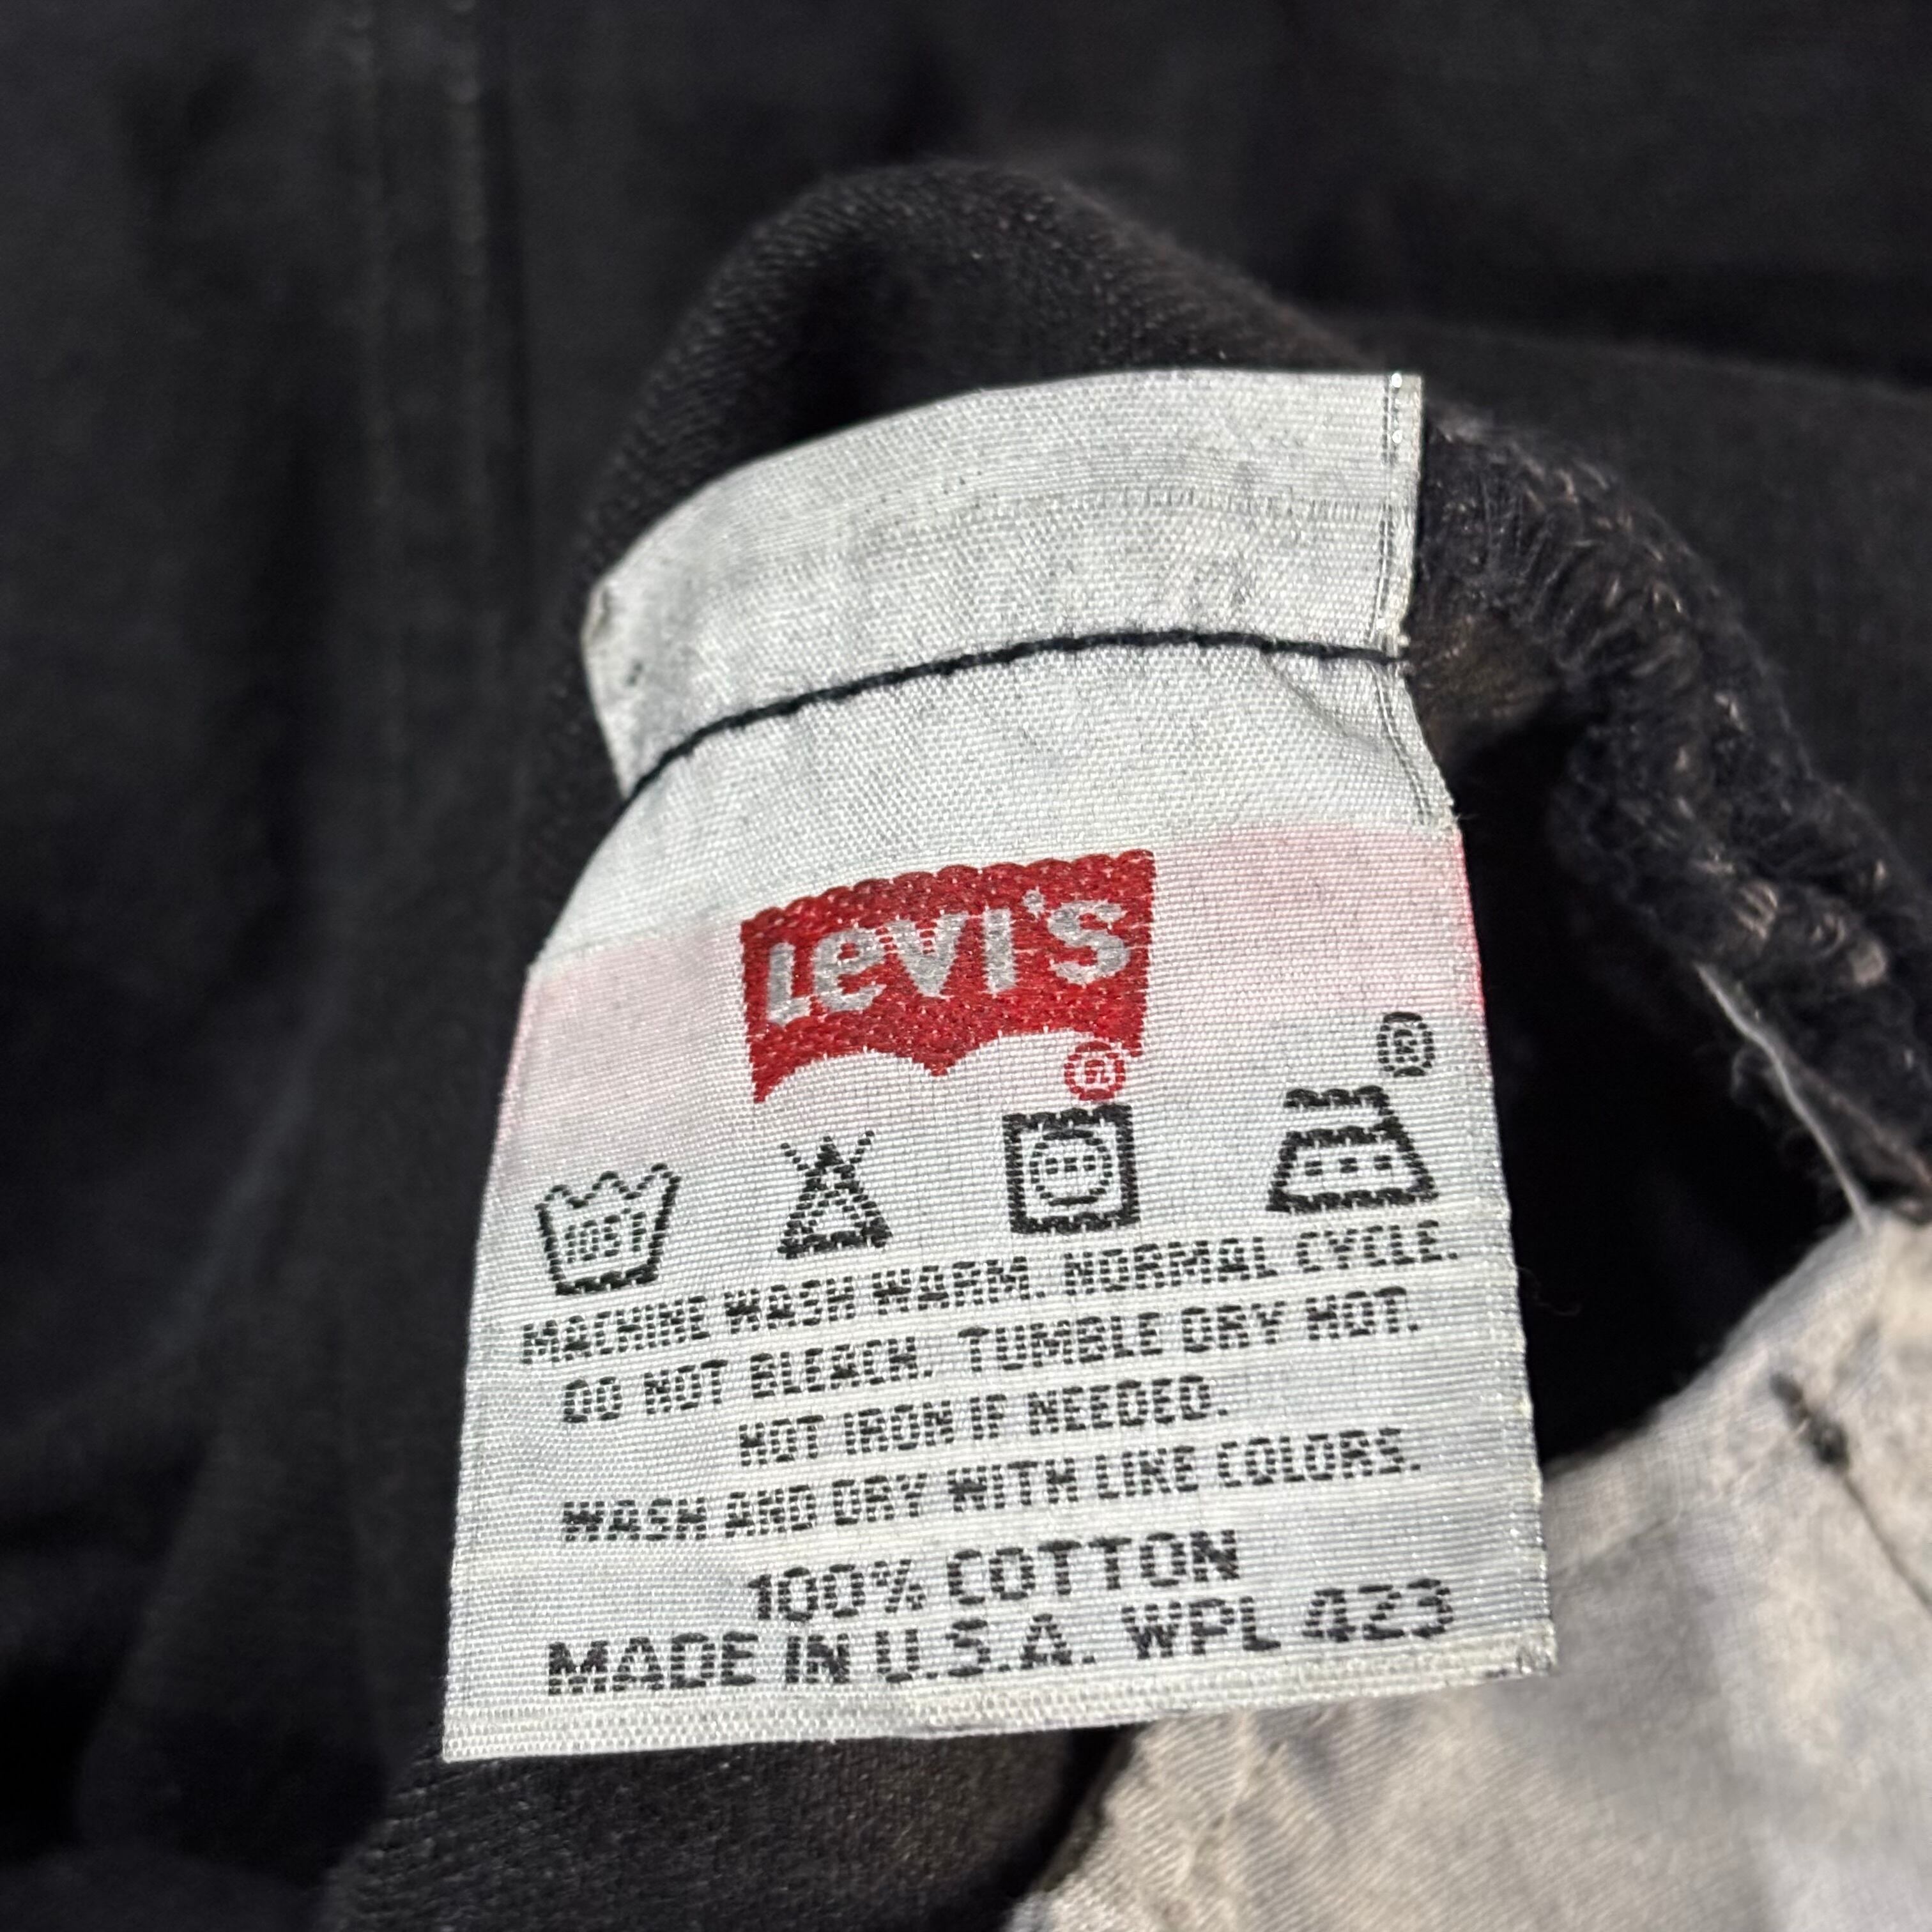 Levi's
®
®
105F
MACHINE WASH WARM. NORMAL CYCLE.
DO NOT BLEACH. TUMBLE DRY HOT.
HOT IRON IF NEEDED.
WASH AND DRY WITH LIKE COLORS.
100% COTTON
MADE IN U.S.A. WPL 423